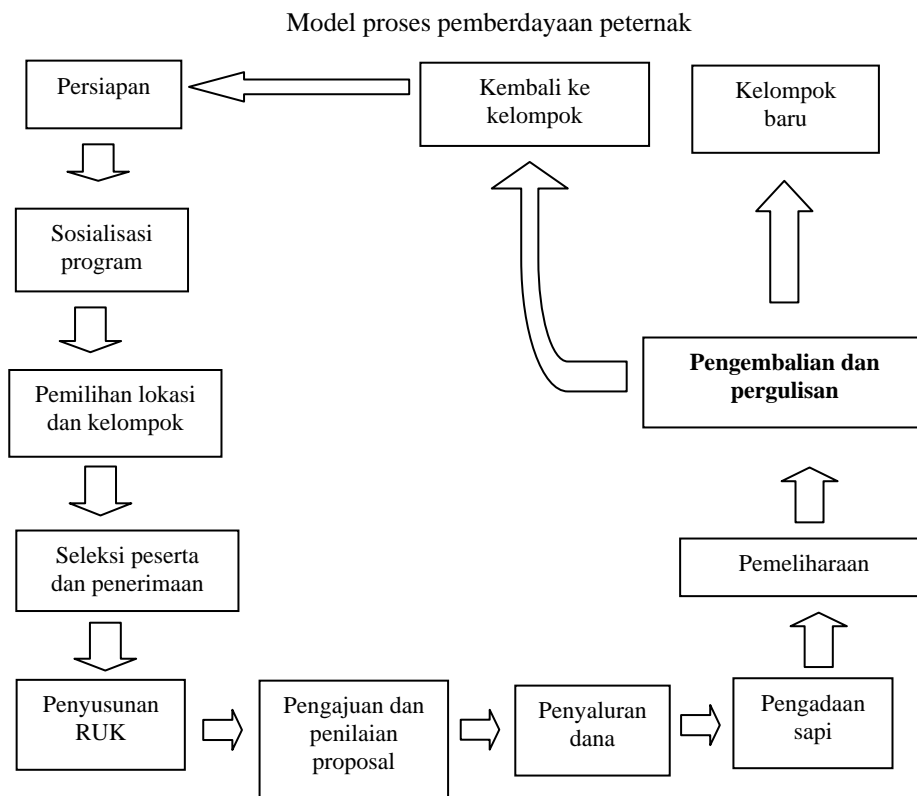 Model proses pemberdayaan peternak
Persiapan
Kembali ke
kelompok
Kelompok
baru
Sosialisasi
program
Pemilihan lokasi
dan kelompok
Pengembalian dan
pergulisan
Seleksi peserta
dan penerimaan
Pemeliharaan
Penyusunan
RUK
Pengajuan dan
penilaian
proposal
Penyaluran
dana
Pengadaan
sapi